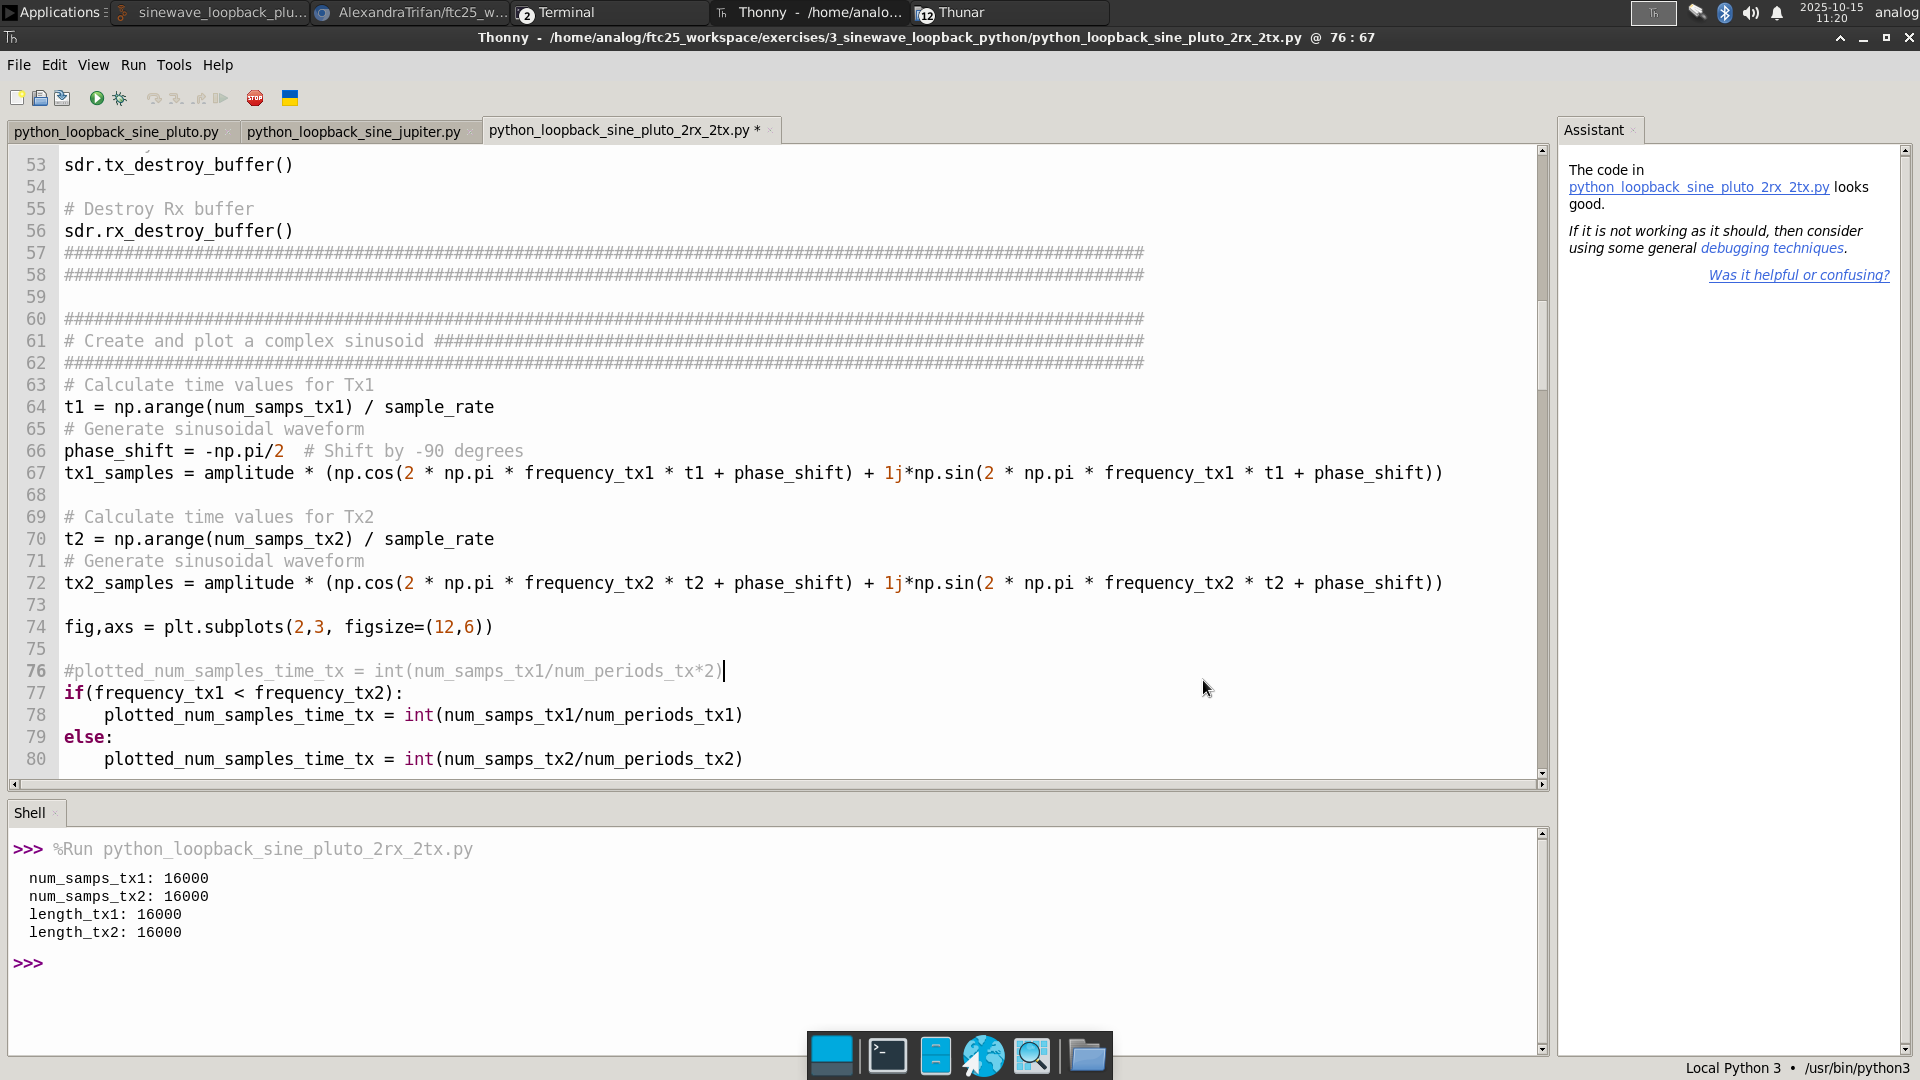 Applications
sinewave_loopback_plu...
AlexandraTrifan/ftc25_w...
2
Terminal
Thonny - /home/analo...
12
Thunar
2025-10-15
11:20
analog
Thonny - /home/analog/ftc25_workspace/exercises/3_sinewave_loopback_python/python_loopback_sine_pluto_2rx_2tx.py @ 76 : 67
File Edit View Run Tools Help
STOP
python_loopback_sine_pluto.py
python_loopback_sine_jupiter.py
python_loopback_sine_pluto_2rx_2tx.py *
53 sdr.tx_destroy_buffer()
54
55 # Destroy Rx buffer
56 sdr.rx_destroy_buffer()
57 ############################################################################################################
58 ############################################################################################################
59
60 ############################################################################################################
61 # Create and plot a complex sinusoid #######################################################################
62 ############################################################################################################
63 # Calculate time values for Tx1
64 t1 = np.arange(num_samps_tx1) / sample_rate
65 # Generate sinusoidal waveform
66 phase_shift = -np.pi/2  # Shift by -90 degrees
67 tx1_samples = amplitude * (np.cos(2 * np.pi * frequency_tx1 * t1 + phase_shift) + 1j*np.sin(2 * np.pi * frequency_tx1 * t1 + phase_shift))
68
69 # Calculate time values for Tx2
70 t2 = np.arange(num_samps_tx2) / sample_rate
71 # Generate sinusoidal waveform
72 tx2_samples = amplitude * (np.cos(2 * np.pi * frequency_tx2 * t2 + phase_shift) + 1j*np.sin(2 * np.pi * frequency_tx2 * t2 + phase_shift))
73
74 fig,axs = plt.subplots(2,3, figsize=(12,6))
75
76 #plotted_num_samples_time_tx = int(num_samps_tx1/num_periods_tx*2)
77 if(frequency_tx1 < frequency_tx2):
78     plotted_num_samples_time_tx = int(num_samps_tx1/num_periods_tx1)
79 else:
80     plotted_num_samples_time_tx = int(num_samps_tx2/num_periods_tx2)
Assistant
The code in
python_loopback_sine_pluto_2rx_2tx.py looks
good.
If it is not working as it should, then consider
using some general debugging techniques.
Was it helpful or confusing?
Shell
>>> %Run python_loopback_sine_pluto_2rx_2tx.py
num_samps_tx1: 16000
num_samps_tx2: 16000
length_tx1: 16000
length_tx2: 16000
>>>
Local Python 3 • /usr/bin/python3